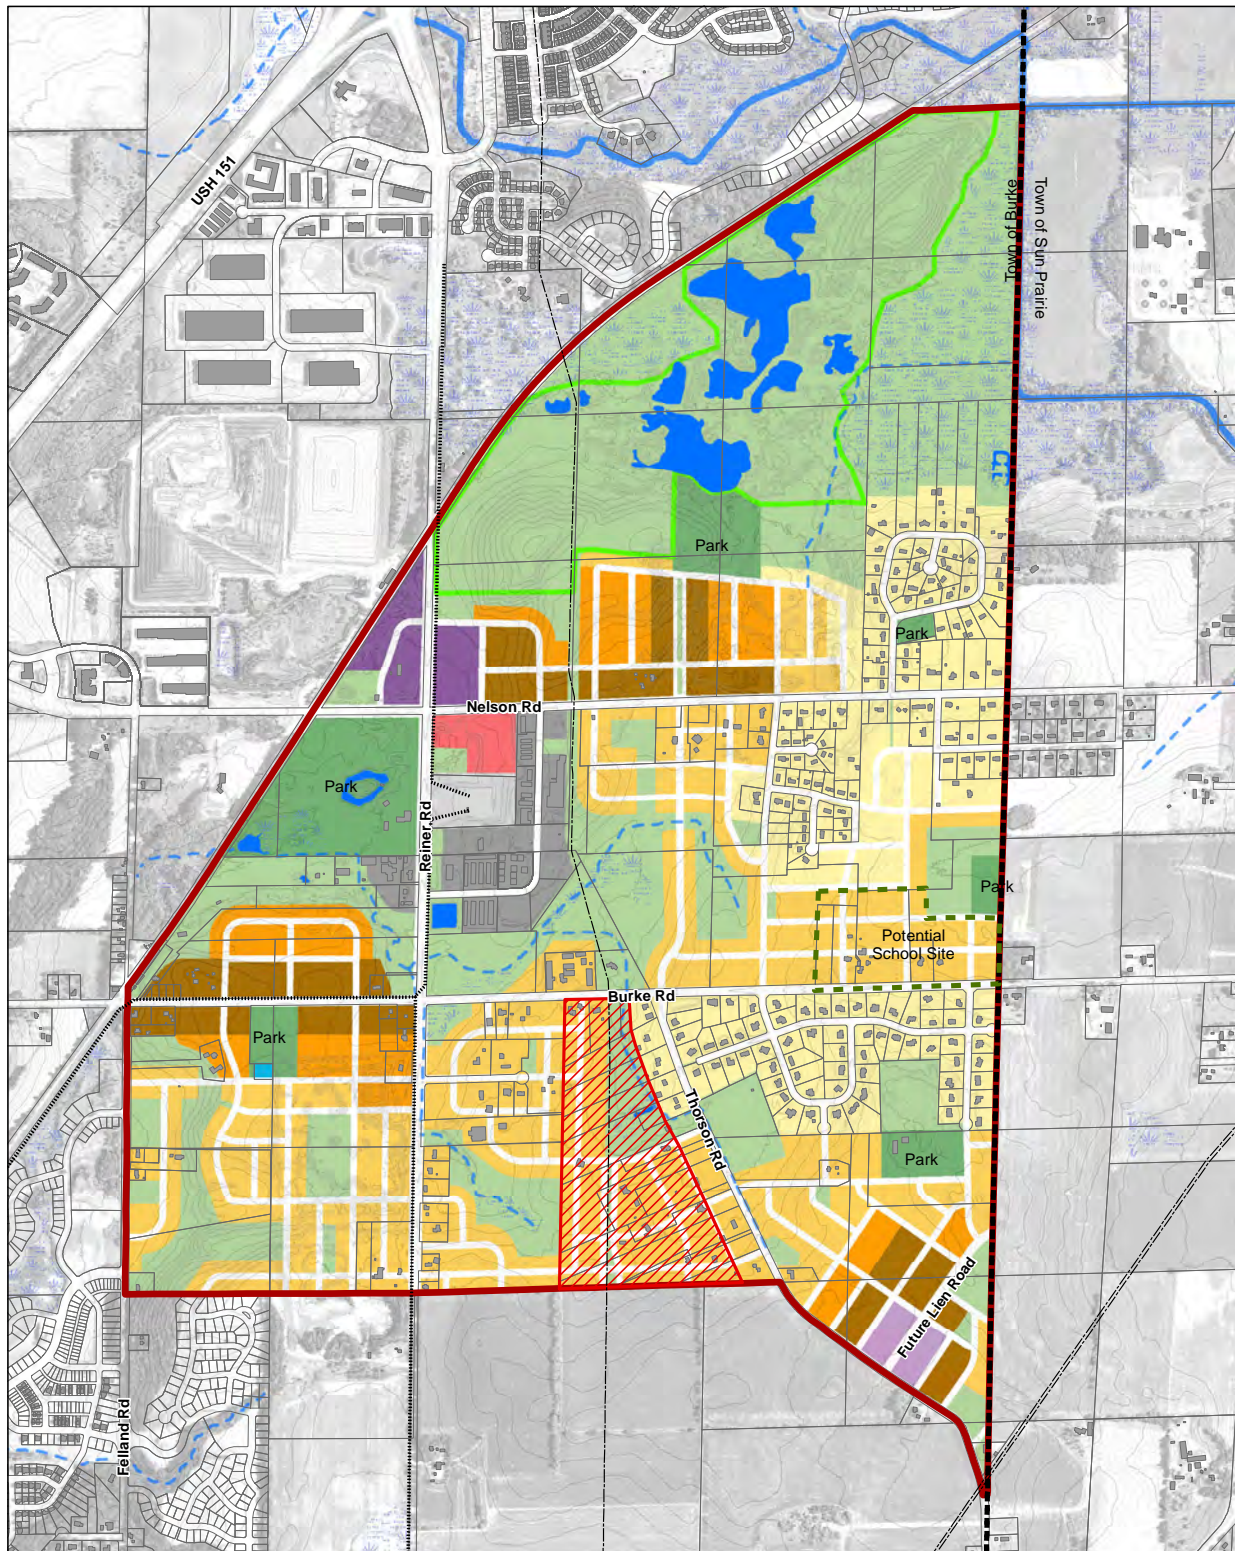 USH 151
Town of Burke
Town of Sun Prairie
Park
Park
Nelson Rd
Park
Reiner Rd
Park
Potential
School Site
Burke Rd
Park
Thorson Rd
Park
Future Lien Road
Felland Rd